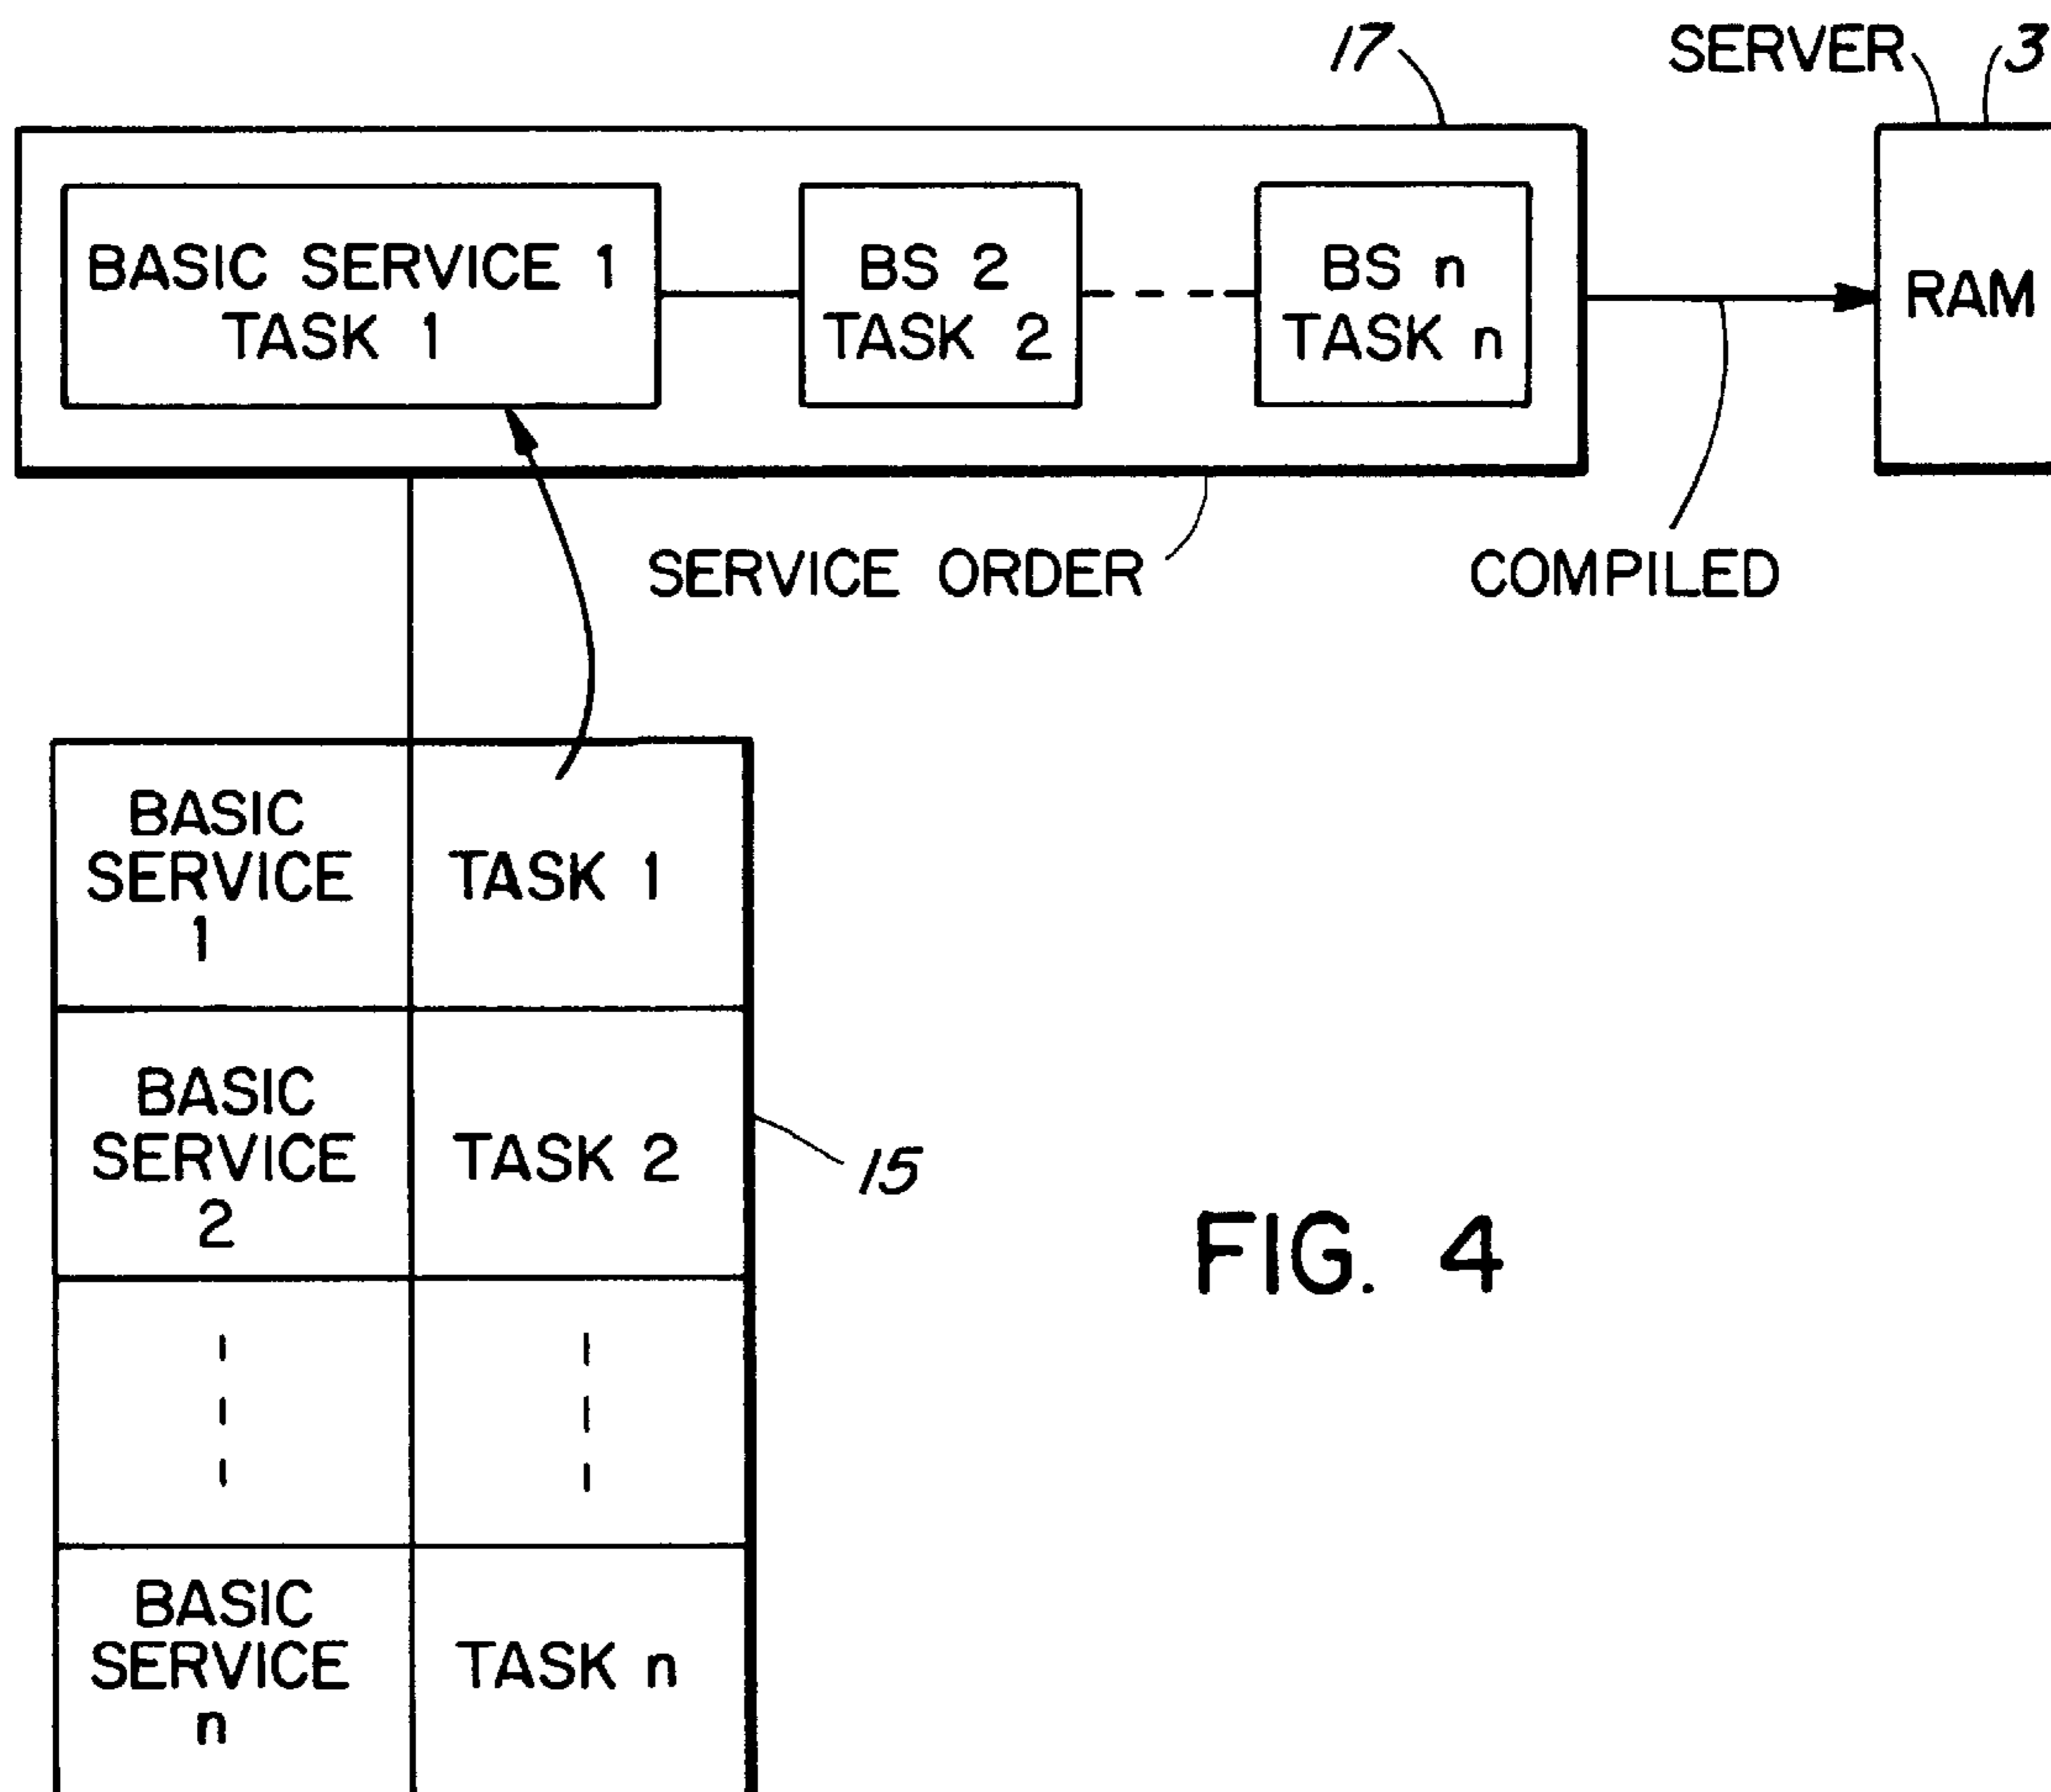 17
SERVER 3
BASIC SERVICE 1
TASK 1
BS 2
TASK 2
BS n
TASK n
RAM
SERVICE ORDER
COMPILED
BASIC
SERVICE
1
TASK 1
BASIC
SERVICE
2
TASK 2
15
FIG. 4
BASIC
SERVICE
n
TASK n